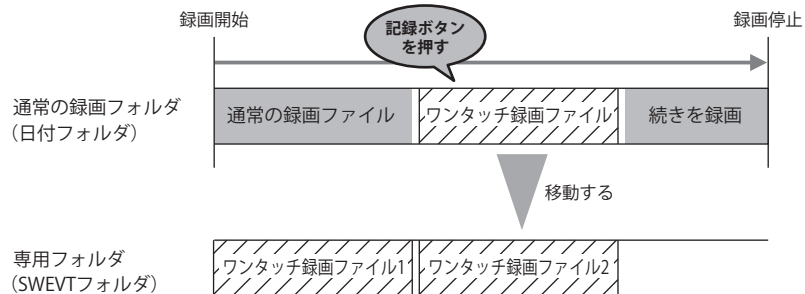 録画開始
録画停止
記録ボタン
を押す
通常の録画フォルダ
（日付フォルダ）
通常の録画ファイル
ワンタッチ録画ファイル
続きを録画
移動する
専用フォルダ
（SWEVTフォルダ）
ワンタッチ録画ファイル1
ワンタッチ録画ファイル2